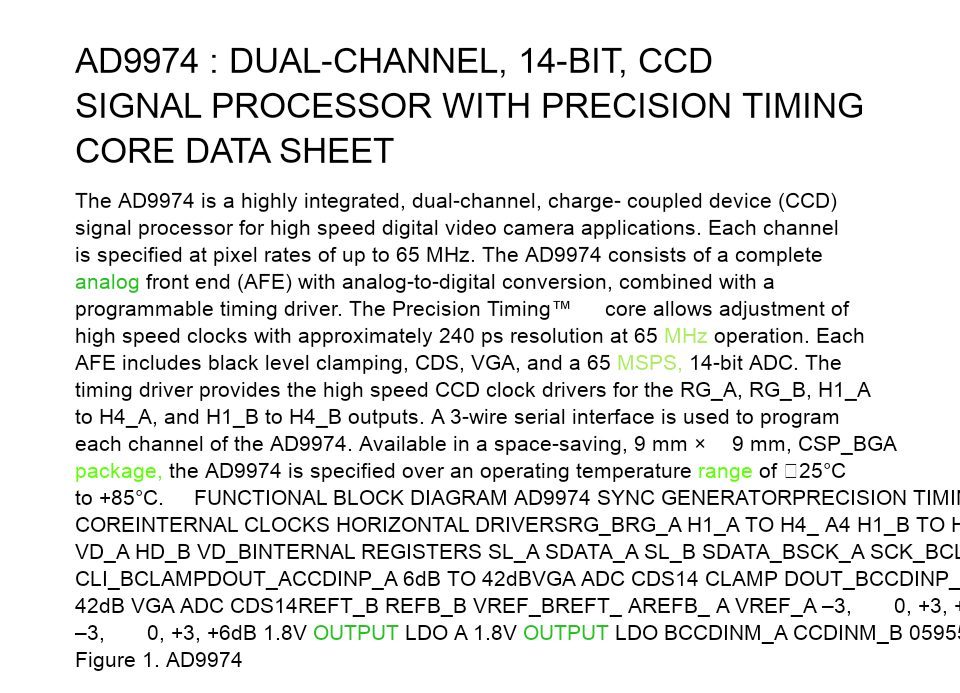 AD9974 : DUAL-CHANNEL, 14-BIT, CCD
SIGNAL PROCESSOR WITH PRECISION TIMING
CORE DATA SHEET
The AD9974 is a highly integrated, dual-channel, charge- coupled device (CCD)
signal processor for high speed digital video camera applications. Each channel
is specified at pixel rates of up to 65 MHz. The AD9974 consists of a complete
analog front end (AFE) with analog-to-digital conversion, combined with a
programmable timing driver. The Precision Timing™ core allows adjustment of
high speed clocks with approximately 240 ps resolution at 65 MHz operation. Each
AFE includes black level clamping, CDS, VGA, and a 65 MSPS, 14-bit ADC. The
timing driver provides the high speed CCD clock drivers for the RG_A, RG_B, H1_A
to H4_A, and H1_B to H4_B outputs. A 3-wire serial interface is used to program
each channel of the AD9974. Available in a space-saving, 9 mm × 9 mm, CSP_BGA
package, the AD9974 is specified over an operating temperature range of □25°C
to +85°C. FUNCTIONAL BLOCK DIAGRAM AD9974 SYNC GENERATORPRECISION TIMIN
COREINTERNAL CLOCKS HORIZONTAL DRIVERSRG_BRG_A H1_A TO H4_ A4 H1_B TO H
VD_A HD_B VD_BINTERNAL REGISTERS SL_A SDATA_A SL_B SDATA_BSCK_A SCK_BCL
CLI_BCLAMPDOUT_ACCDINP_A 6dB TO 42dBVGA ADC CDS14 CLAMP DOUT_BCCDINP_
42dB VGA ADC CDS14REFT_B REFB_B VREF_BREFT_ AREFB_ A VREF_A –3, 0, +3, +
–3, 0, +3, +6dB 1.8V OUTPUT LDO A 1.8V OUTPUT LDO BCCDINM_A CCDINM_B 05955
Figure 1. AD9974